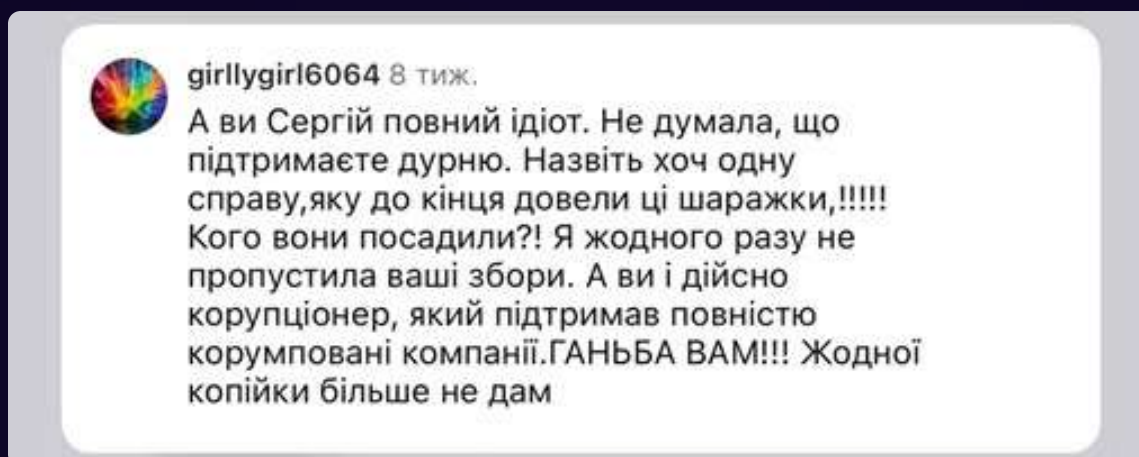 girllygirl6064 8 тиж.
А ви Сергій повний ідіот. Не думала, що
підтримаєте дурню. Назвіть хоч одну
справу,яку до кінця довели ці шаражки,!!!!!
Кого вони посадили?! Я жодного разу не
пропустила ваші збори. А ви і дійсно
корупціонер, який підтримав повністю
корумповані компанії.ГАНЬБА ВАМ!!! Жодної
копійки більше не дам